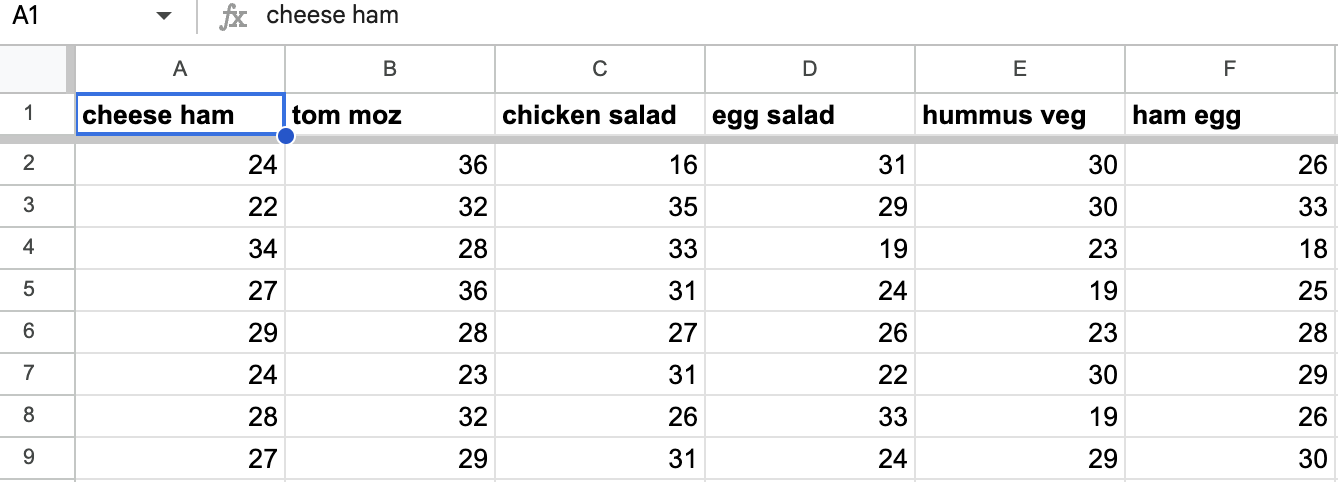 A1 fx cheese ham
A B C D E F
1 cheese ham tom moz chicken salad egg salad hummus veg ham egg
2 24 36 16 31 30 26
3 22 32 35 29 30 33
4 34 28 33 19 23 18
5 27 36 31 24 19 25
6 29 28 27 26 23 28
7 24 23 31 22 30 29
8 28 32 26 33 19 26
9 27 29 31 24 29 30